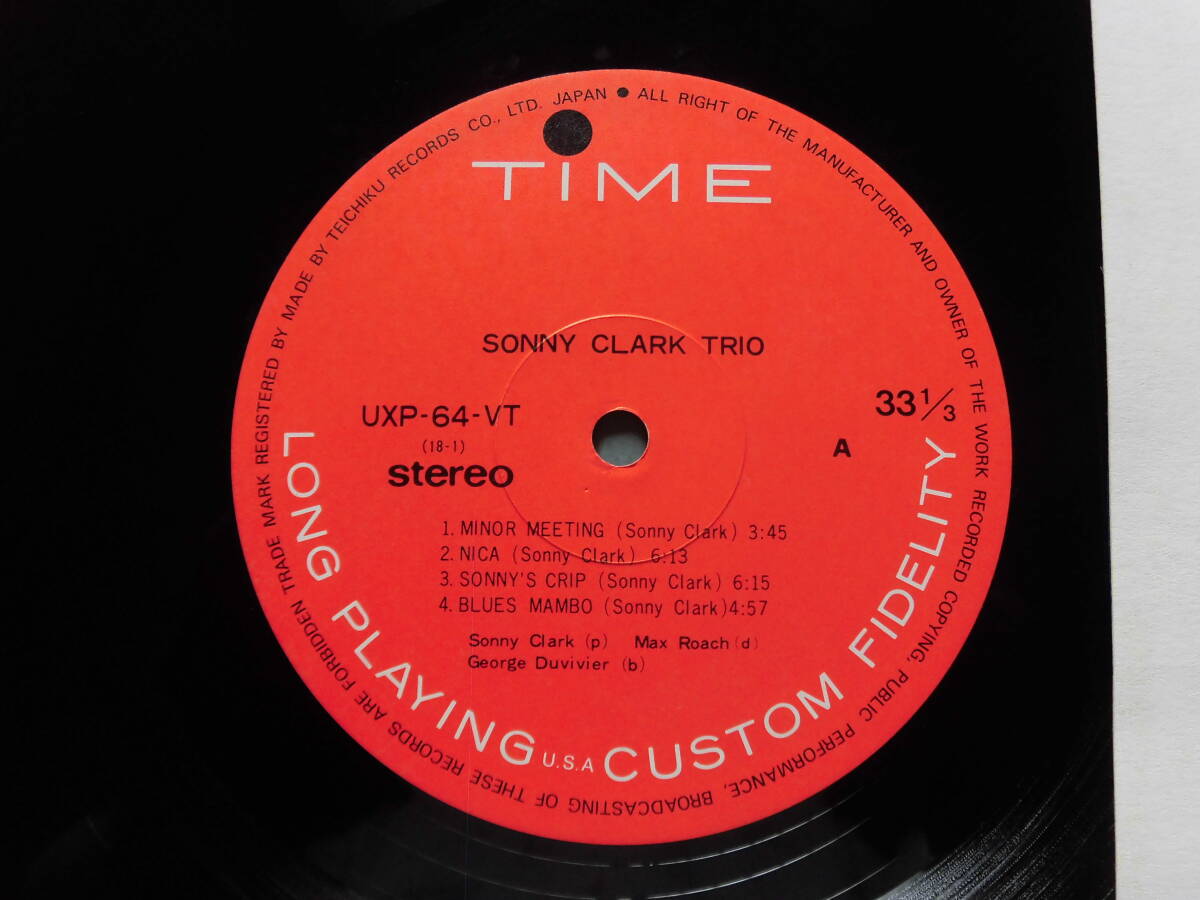 MADE BY TEICHIKU RECORDS CO., LTD. JAPAN • ALL RIGHT OF THE MANUFACTURER AND OWNER OF THE WORK RECORDED COPYING, PUBLIC PERFORMANCE, BROADCASTING OF THESE RECORDS ARE FORBIDDEN TRADE MARK REGISTERED BY
TIME
SONNY CLARK TRIO
UXP-64-VT
(18-1)
stereo
33 1/3
A
1. MINOR MEETING (Sonny Clark) 3:45
2. NICA (Sonny Clark) 6:13
3. SONNY'S CRIP (Sonny Clark) 6:15
4. BLUES MAMBO (Sonny Clark) 4:57
Sonny Clark (p) Max Roach (d)
George Duvivier (b)
LONG PLAYING U.S.A CUSTOM FIDELITY